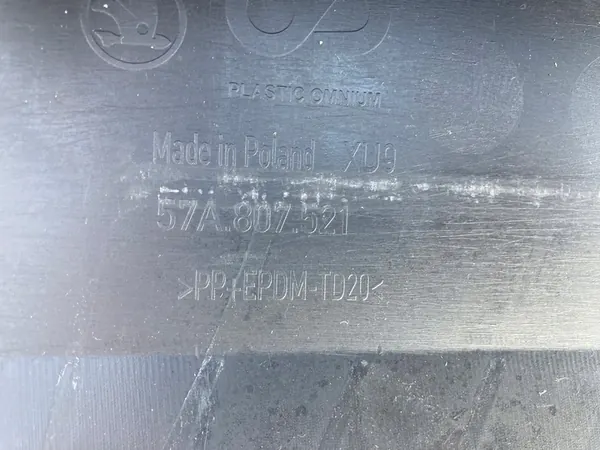 PLASTIC OMNIUM
Made in Poland XU9
57A.807.521
>PP+EPDM-TD20<